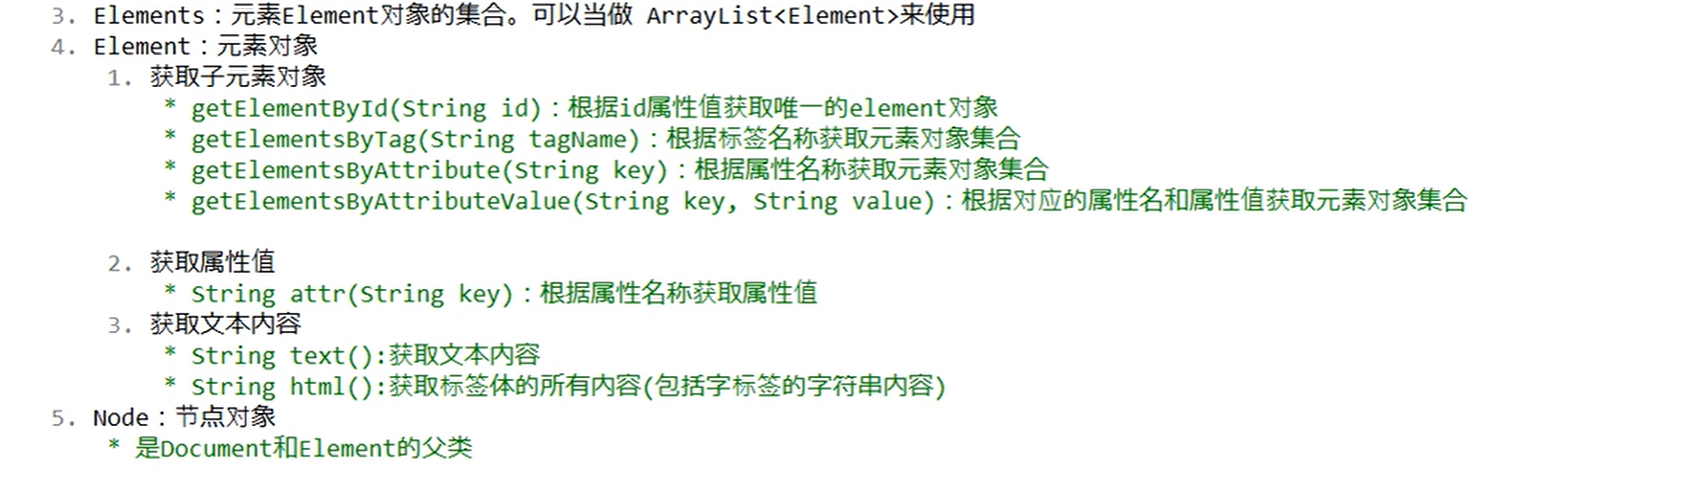 3. Elements：元素Element对象的集合。可以当做 ArrayList<Element>来使用
4. Element：元素对象
1. 获取子元素对象
* getElementById(String id)：根据id属性值获取唯一的element对象
* getElementsByTag(String tagName)：根据标签名称获取元素对象集合
* getElementsByAttribute(String key)：根据属性名称获取元素对象集合
* getElementsByAttributeValue(String key, String value)：根据对应的属性名和属性值获取元素对象集合
2. 获取属性值
* String attr(String key)：根据属性名称获取属性值
3. 获取文本内容
* String text():获取文本内容
* String html():获取标签体的所有内容(包括字标签的字符串内容)
5. Node：节点对象
* 是Document和Element的父类